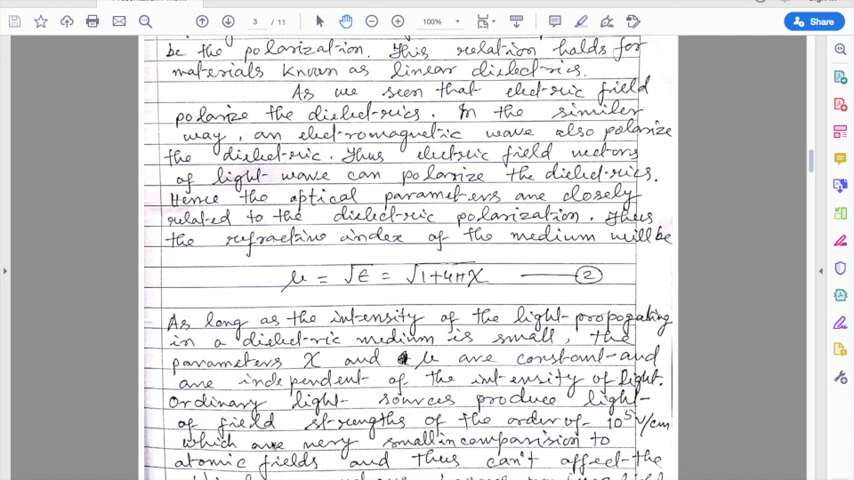 3 / 11
100%
Share
be the polarization. This relation holds for
materials known as linear dielectrics.
As we seen that electric field
polarize the dielectrics. In the similer
way, an electromagnetic wave also polarize
the dielectric. Thus electric field vectors
of light wave can polarize the dielectrics.
Hence the optical parameters are closely
related to the dielectric polarization. Thus
the refractive index of the medium will be
μ = √ε = √1+4πχ —— ②
As long as the intensity of the light propogating
in a dielectric medium is small, the
parameters χ and μ are constant and
are independent of the intensity of light.
Ordinary light sources produce light
of field strengths of the order of 10⁵ V/cm
which are very small in comparision to
atomic fields and thus can't affect the